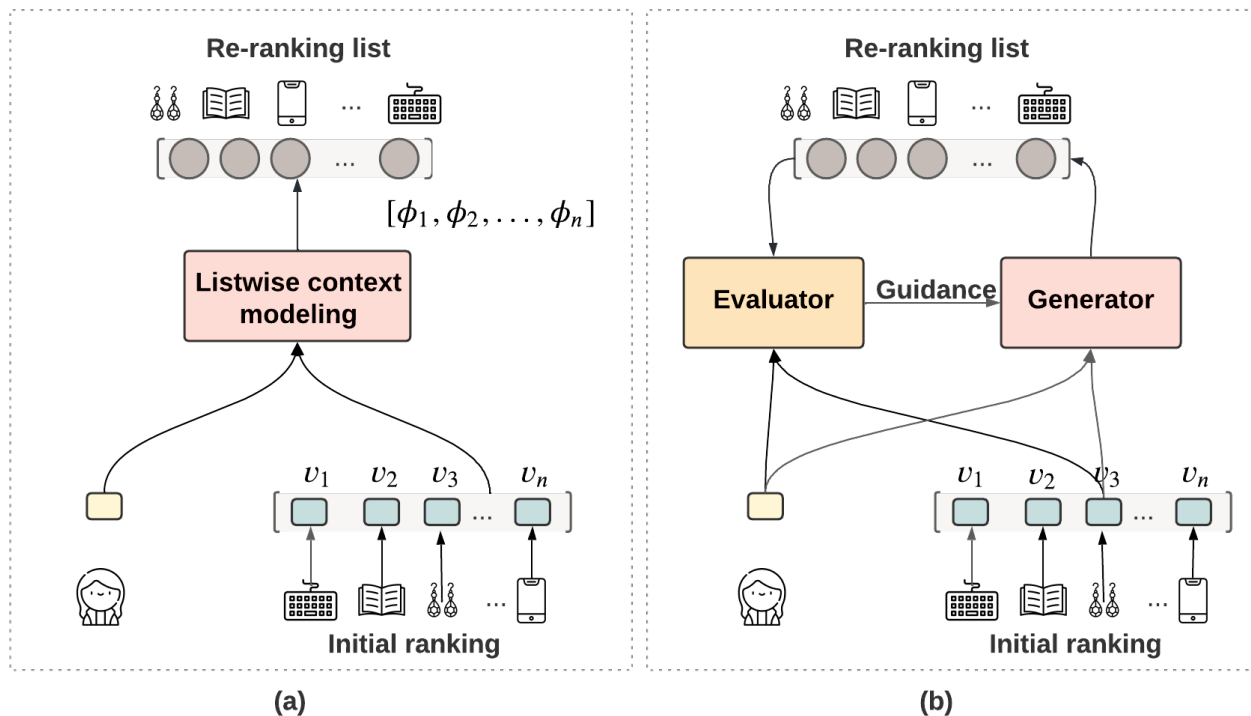 Re-ranking list
...
...
[ϕ1, ϕ2, . . . , ϕn]
Listwise context
modeling
v1 v2 v3 vn
...
...
Initial ranking
(a)
Re-ranking list
...
...
Evaluator
Guidance
Generator
v1 v2 v3 vn
...
...
Initial ranking
(b)